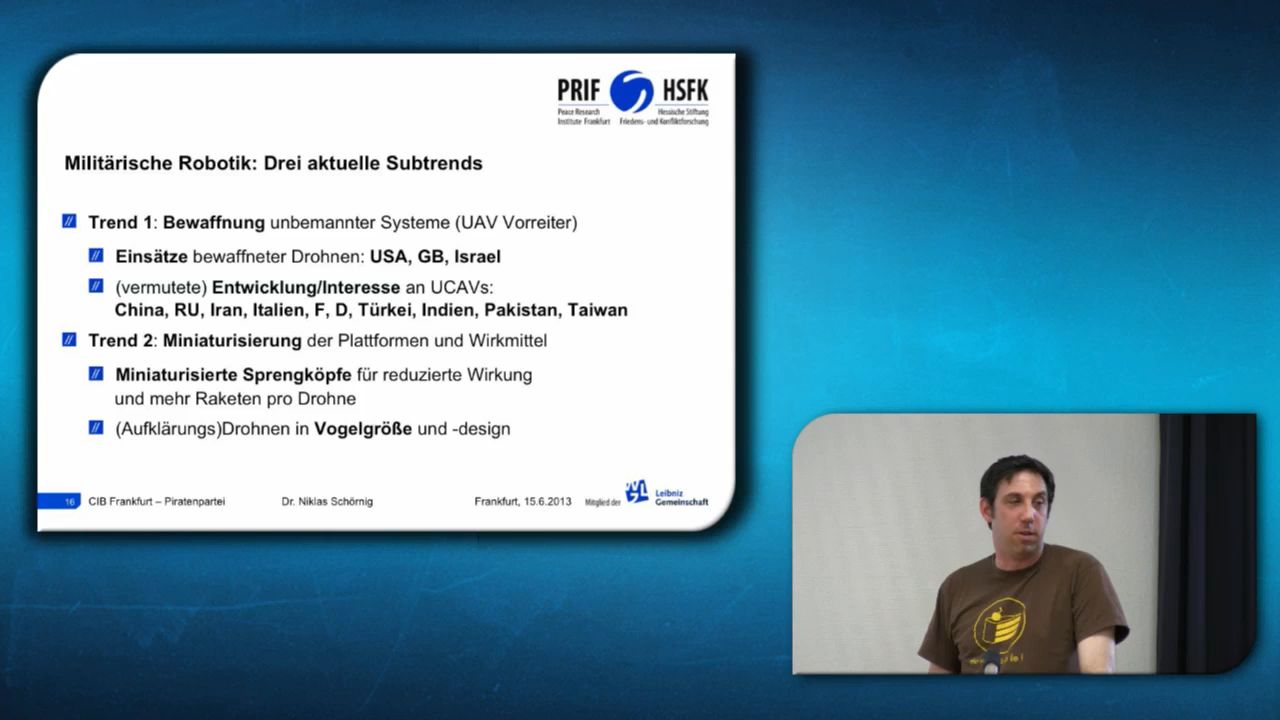 PRIF HSFK
Peace Research Hessische Stiftung
Institute Frankfurt Friedens- und Konfliktforschung
Militärische Robotik: Drei aktuelle Subtrends
Trend 1: Bewaffnung unbemannter Systeme (UAV Vorreiter)
Einsätze bewaffneter Drohnen: USA, GB, Israel
(vermutete) Entwicklung/Interesse an UCAVs:
China, RU, Iran, Italien, F, D, Türkei, Indien, Pakistan, Taiwan
Trend 2: Miniaturisierung der Plattformen und Wirkmittel
Miniaturisierte Sprengköpfe für reduzierte Wirkung
und mehr Raketen pro Drohne
(Aufklärungs)Drohnen in Vogelgröße und -design
16 CIB Frankfurt – Piratenpartei Dr. Niklas Schörnig Frankfurt, 15.6.2013 Mitglied der Leibniz
Gemeinschaft